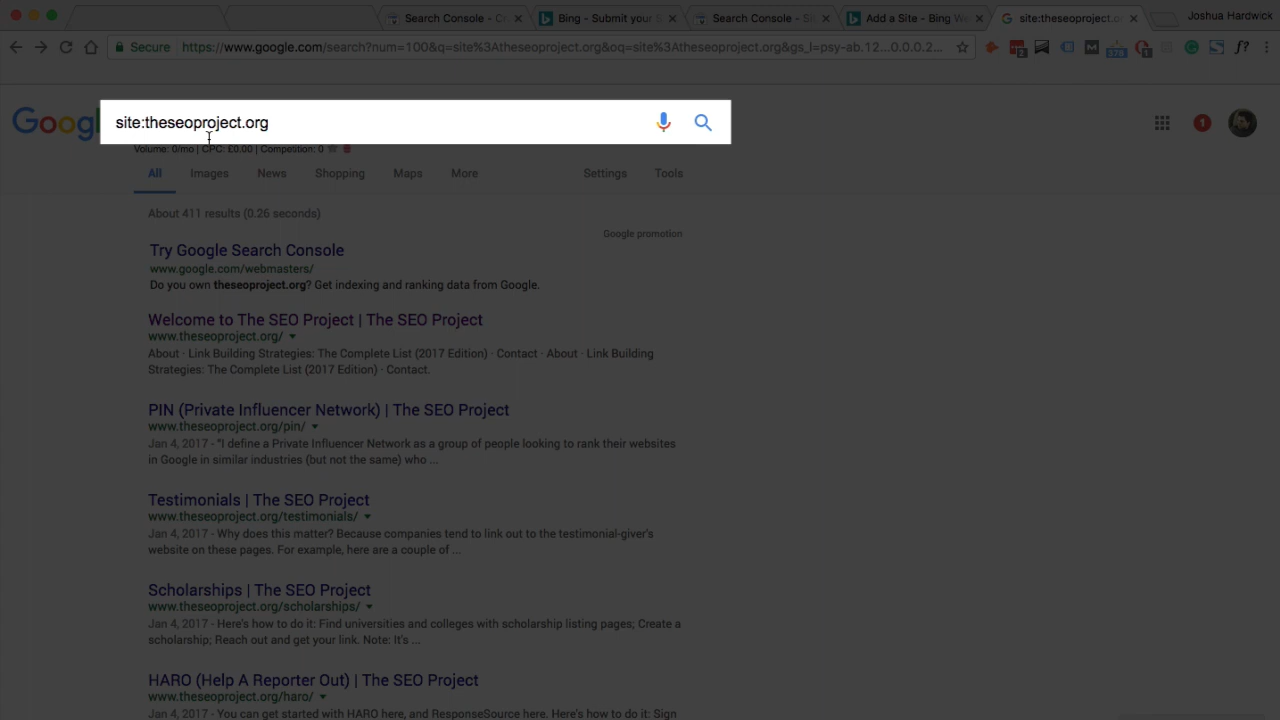 Search Console - Cr
Bing - Submit your
Search Console - Si
Add a Site - Bing We
site:theseoproject.or
Joshua Hardwick
Secure https://www.google.com/search?num=100&q=site%3Atheseoproject.org&oq=site%3Atheseoproject.org&gs_l=psy-ab.12...0.0.0.2...
2
378
1
f?
Goog
site:theseoproject.org
1
Volume: 0/mo | CPC: £0.00 | Competition: 0
All Images News Shopping Maps More Settings Tools
About 411 results (0.26 seconds)
Google promotion
Try Google Search Console
www.google.com/webmasters/
Do you own theseoproject.org? Get indexing and ranking data from Google.
Welcome to The SEO Project | The SEO Project
www.theseoproject.org/
About · Link Building Strategies: The Complete List (2017 Edition) · Contact · About · Link Building
Strategies: The Complete List (2017 Edition) · Contact.
PIN (Private Influencer Network) | The SEO Project
www.theseoproject.org/pin/
Jan 4, 2017 - "I define a Private Influencer Network as a group of people looking to rank their websites
in Google in similar industries (but not the same) who ...
Testimonials | The SEO Project
www.theseoproject.org/testimonials/
Jan 4, 2017 - Why does this matter? Because companies tend to link out to the testimonial-giver's
website on these pages. For example, here are a couple of ...
Scholarships | The SEO Project
www.theseoproject.org/scholarships/
Jan 4, 2017 - Here's how to do it: Find universities and colleges with scholarship listing pages; Create a
scholarship; Reach out and get your link. Note: It's ...
HARO (Help A Reporter Out) | The SEO Project
www.theseoproject.org/haro/
Jan 4, 2017 - You can get started with HARO here, and ResponseSource here. Here's how to do it: Sign